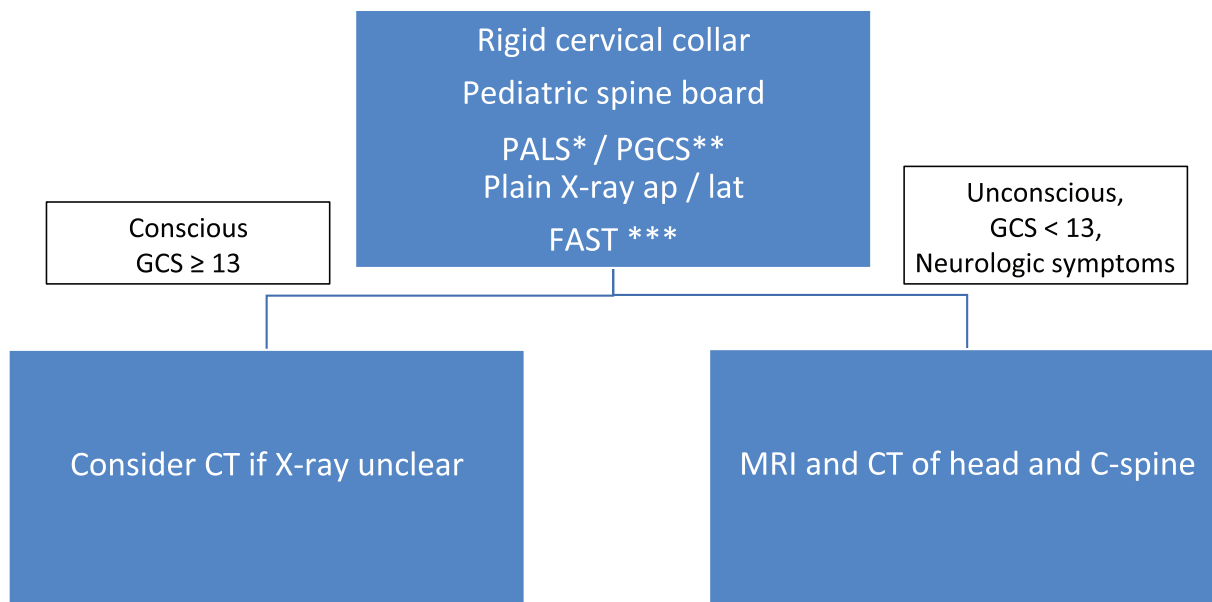 Rigid cervical collar
Pediatric spine board
PALS* / PGCS**
Plain X-ray ap / lat
FAST ***
Conscious
GCS ≥ 13
Unconscious,
GCS < 13,
Neurologic symptoms
Consider CT if X-ray unclear
MRI and CT of head and C-spine